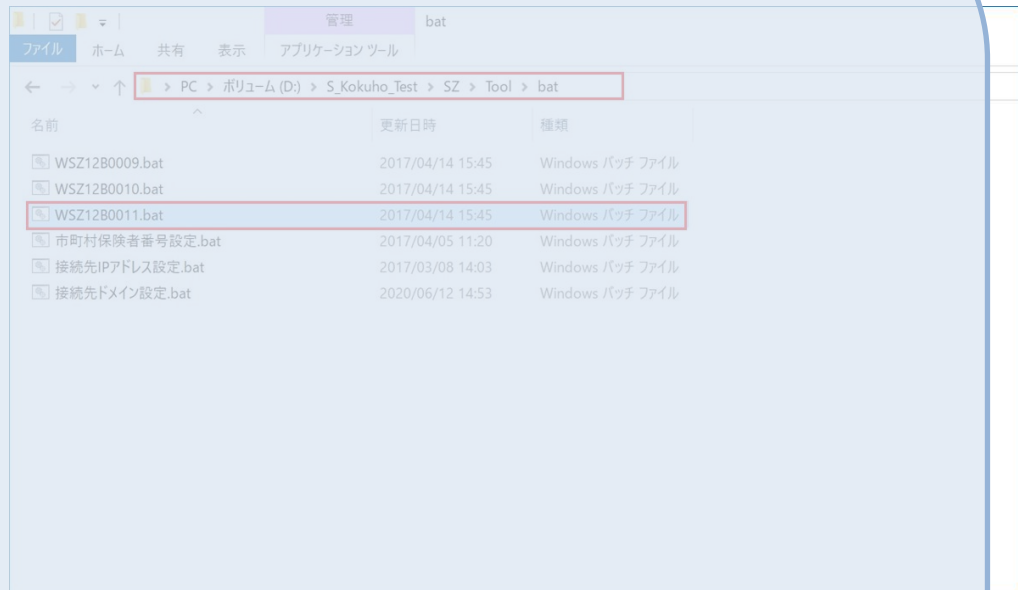 管理 bat
ファイル ホーム 共有 表示 アプリケーション ツール
PC > ボリューム (D:) > S_Kokuho_Test > SZ > Tool > bat
名前 更新日時 種類
WSZ12B0009.bat 2017/04/14 15:45 Windows バッチ ファイル
WSZ12B0010.bat 2017/04/14 15:45 Windows バッチ ファイル
WSZ12B0011.bat 2017/04/14 15:45 Windows バッチ ファイル
市町村保険者番号設定.bat 2017/04/05 11:20 Windows バッチ ファイル
接続先IPアドレス設定.bat 2017/03/08 14:03 Windows バッチ ファイル
接続先ドメイン設定.bat 2020/06/12 14:53 Windows バッチ ファイル